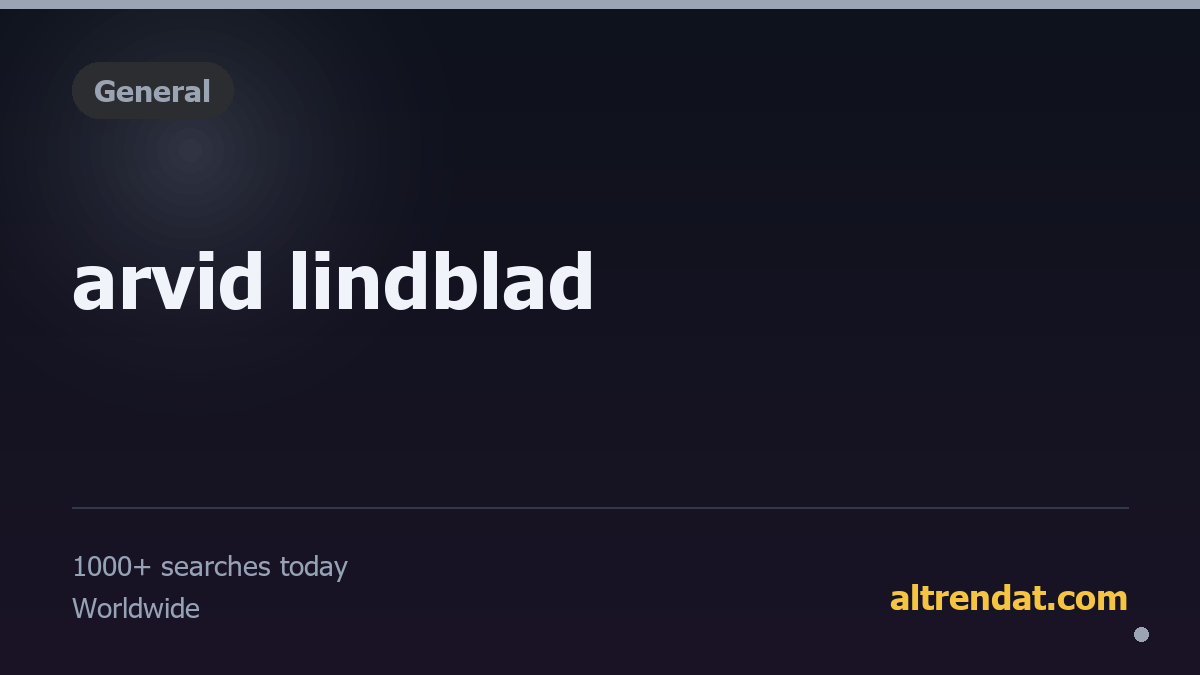 General
arvid lindblad
1000+ searches today
Worldwide
altrendat.com